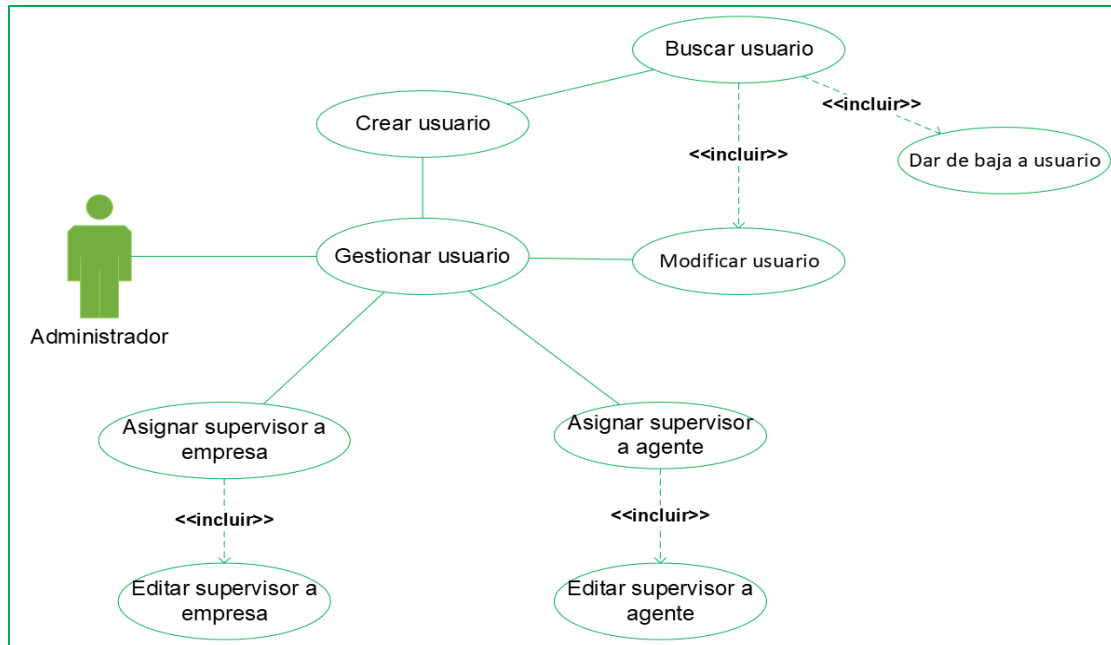 Buscar usuario
<<incluir>>
Crear usuario
<<incluir>>
Dar de baja a usuario
Gestionar usuario
Modificar usuario
Administrador
Asignar supervisor a
empresa
Asignar supervisor
a agente
<<incluir>>
<<incluir>>
Editar supervisor a
empresa
Editar supervisor a
agente